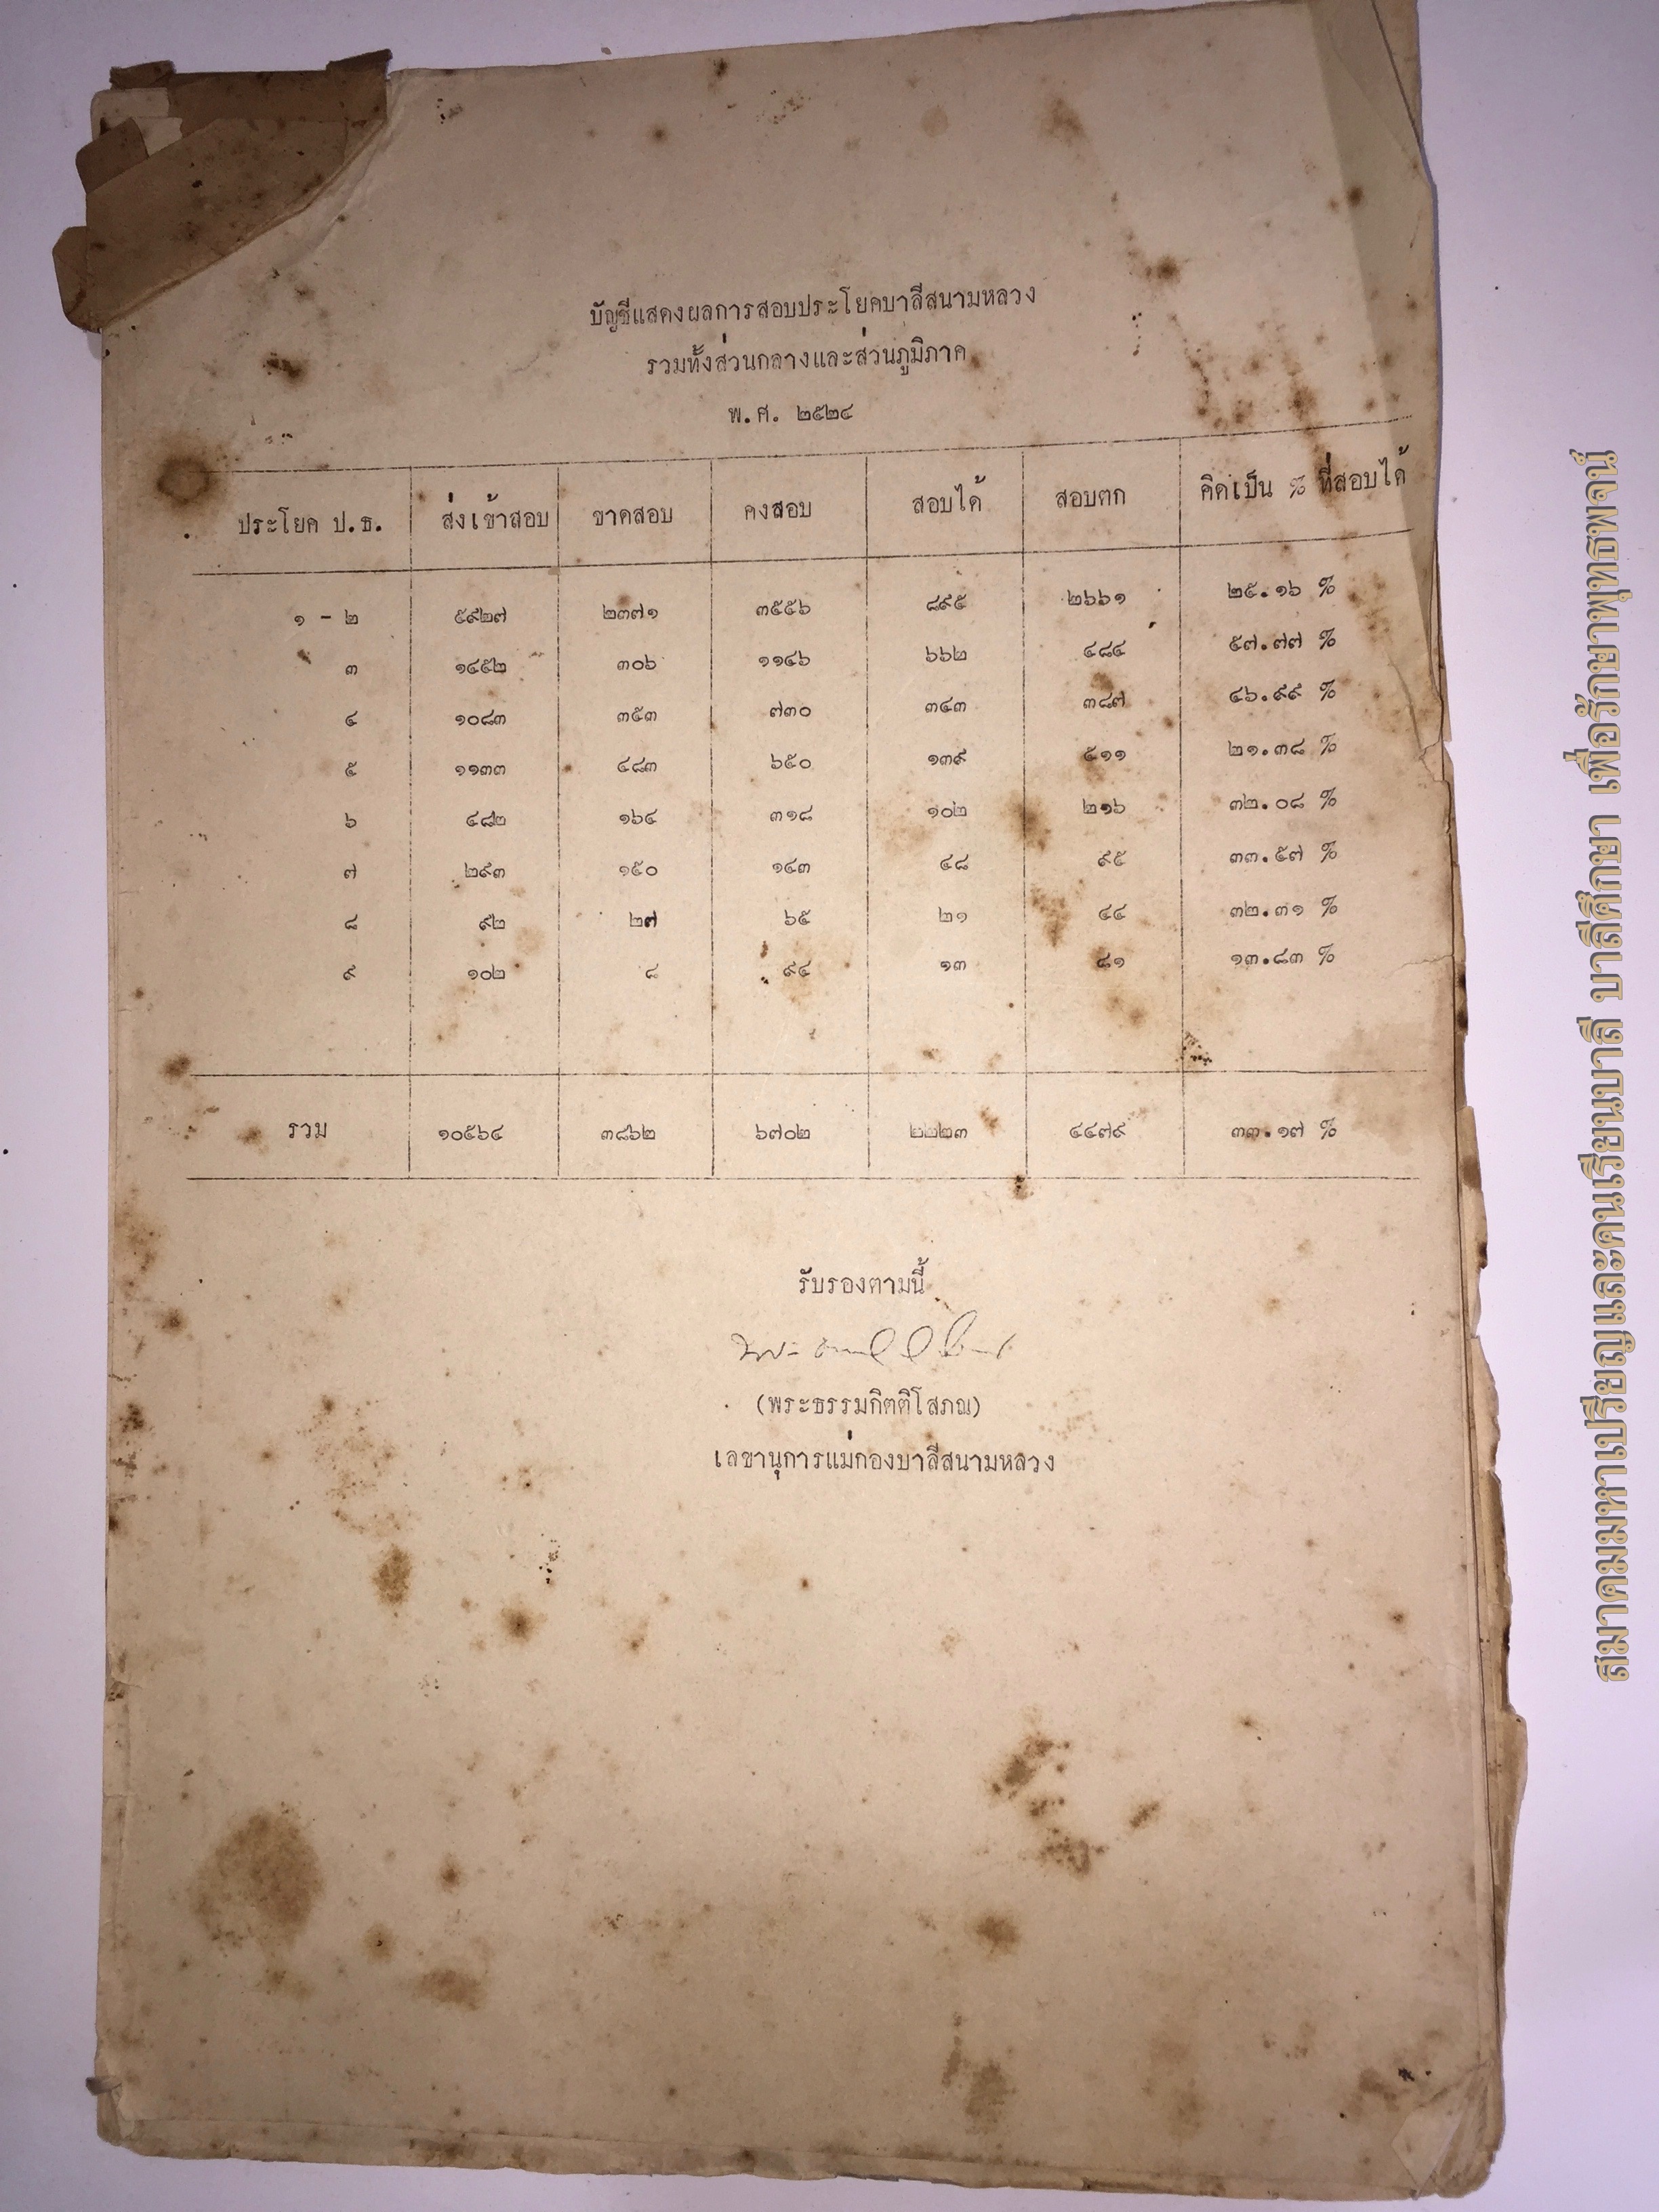 บัญชีแสดงผลการสอบประโยคบาลีสนามหลวง
รวมทั้งส่วนกลางและส่วนภูมิภาค
พ.ศ. ๒๕๒๔
ประโยค ป.ธ. ส่งเข้าสอบ ขาดสอบ คงสอบ สอบได้ สอบตก คิดเป็น % ที่สอบได้
๑ - ๒ ๕๙๒๗ ๒๓๗๑ ๓๕๕๖ ๘๙๕ ๒๖๖๑ ๒๕.๑๖ %
๓ ๑๔๕๒ ๓๐๖ ๑๑๔๖ ๖๖๒ ๔๘๔ ๕๗.๗๗ %
๔ ๑๐๘๓ ๓๕๓ ๗๓๐ ๓๔๓ ๓๘๗ ๔๖.๙๙ %
๕ ๑๑๓๓ ๔๘๓ ๖๕๐ ๑๓๙ ๕๑๑ ๒๑.๓๘ %
๖ ๔๘๒ ๑๖๔ ๓๑๘ ๑๐๒ ๒๑๖ ๓๒.๐๘ %
๗ ๒๙๓ ๑๕๐ ๑๔๓ ๔๘ ๙๕ ๓๓.๕๗ %
๘ ๙๒ ๒๗ ๖๕ ๒๑ ๔๔ ๓๒.๓๑ %
๙ ๑๐๒ ๘ ๙๔ ๑๓ ๘๑ ๑๓.๘๓ %
รวม ๑๐๕๖๔ ๓๘๖๒ ๖๗๐๒ ๒๒๒๓ ๔๔๗๙ ๓๓.๑๗ %
รับรองตามนี้
(พระธรรมกิตติโสภณ)
เลขานุการแม่กองบาลีสนามหลวง
สมาคมมหาเปรียญและคนเรียนบาลี บาลีศึกษา เพื่อรักษาพุทธพจน์